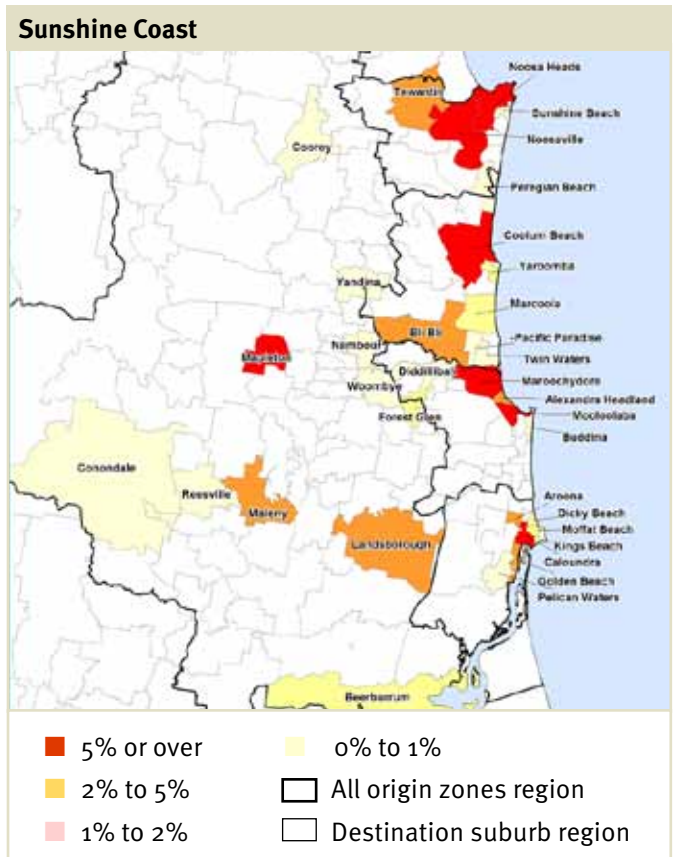 Sunshine Coast
Noosa Heads
Tewantin
Sunshine Beach
Noosaville
Cooroy
Peregian Beach
Coolum Beach
Yaroomba
Yandina
Marcoola
Bli Bli
Pacific Paradise
Nambour
Twin Waters
Mapleton
Diddillibah
Maroochydore
Woombye
Alexandra Headland
Forest Glen
Mooloolaba
Buddina
Conondale
Reesville
Aroona
Maleny
Dicky Beach
Moffat Beach
Landsborough
Kings Beach
Caloundra
Golden Beach
Pelican Waters
Beerburrum
5% or over
0% to 1%
2% to 5%
All origin zones region
1% to 2%
Destination suburb region